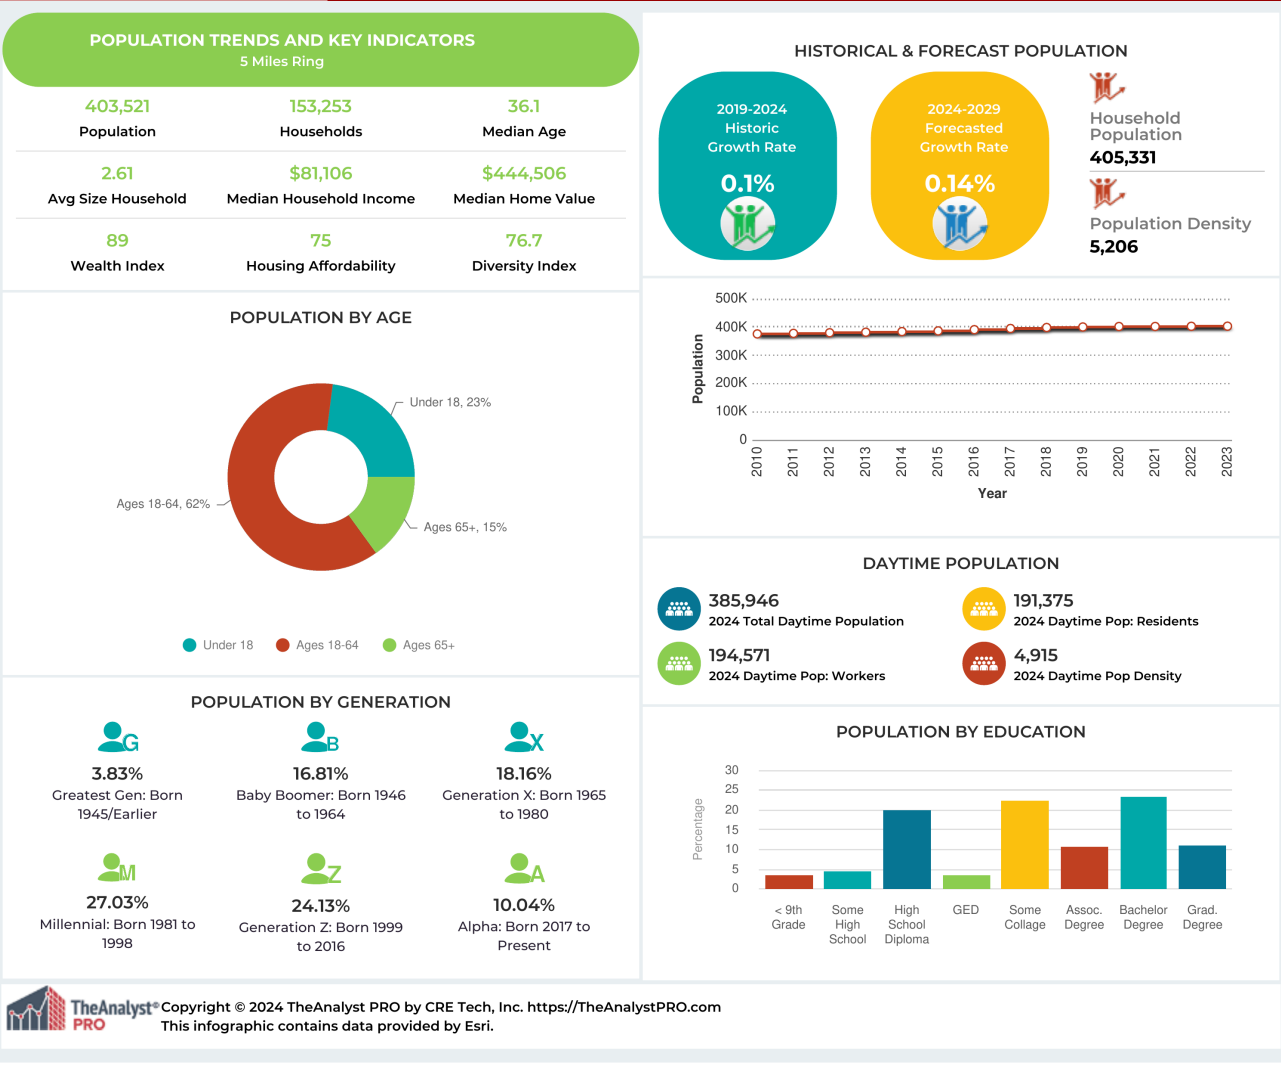 POPULATION TRENDS AND KEY INDICATORS
5 Miles Ring
403,521
Population
153,253
Households
36.1
Median Age
2.61
Avg Size Household
$81,106
Median Household Income
$444,506
Median Home Value
89
Wealth Index
75
Housing Affordability
76.7
Diversity Index
HISTORICAL & FORECAST POPULATION
2019-2024
Historic
Growth Rate
0.1%
2024-2029
Forecasted
Growth Rate
0.14%
Household
Population
405,331
Population Density
5,206
POPULATION BY AGE
Under 18, 23%
Ages 18-64, 62%
Ages 65+, 15%
Under 18
Ages 18-64
Ages 65+
500K
400K
300K
200K
100K
0
Population
2010
2011
2012
2013
2014
2015
2016
2017
2018
2019
2020
2021
2022
2023
Year
DAYTIME POPULATION
385,946
2024 Total Daytime Population
191,375
2024 Daytime Pop: Residents
194,571
2024 Daytime Pop: Workers
4,915
2024 Daytime Pop Density
POPULATION BY GENERATION
G
3.83%
Greatest Gen: Born
1945/Earlier
B
16.81%
Baby Boomer: Born 1946
to 1964
X
18.16%
Generation X: Born 1965
to 1980
M
27.03%
Millennial: Born 1981 to
1998
Z
24.13%
Generation Z: Born 1999
to 2016
A
10.04%
Alpha: Born 2017 to
Present
POPULATION BY EDUCATION
30
25
20
15
10
5
0
Percentage
< 9th
Grade
Some
High
School
High
School
Diploma
GED
Some
Collage
Assoc.
Degree
Bachelor
Degree
Grad.
Degree
TheAnalyst®
PRO
Copyright © 2024 TheAnalyst PRO by CRE Tech, Inc. https://TheAnalystPRO.com
This infographic contains data provided by Esri.